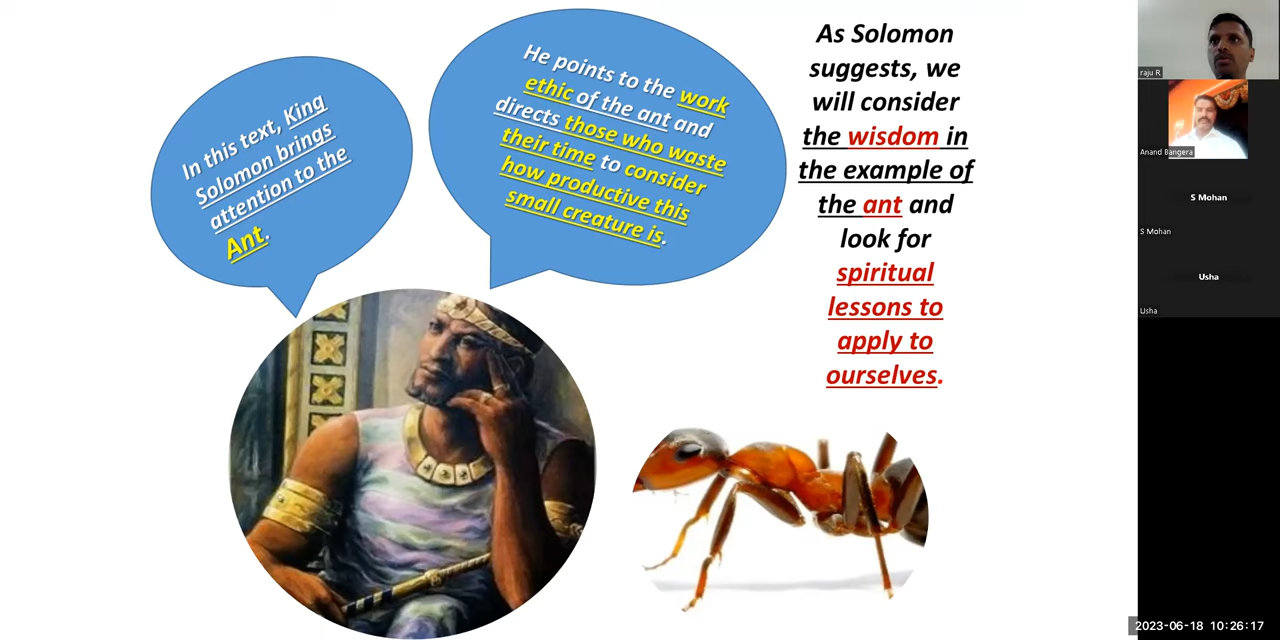 In this text, King
Solomon brings
attention to the
Ant.
He points to the work
ethic of the ant and
directs those who waste
their time to consider
how productive this
small creature is.
As Solomon
suggests, we
will consider
the wisdom in
the example of
the ant and
look for
spiritual
lessons to
apply to
ourselves.
raju R
Anand Bangera
S Mohan
S Mohan
Usha
Usha
2023-06-18 10:26:17